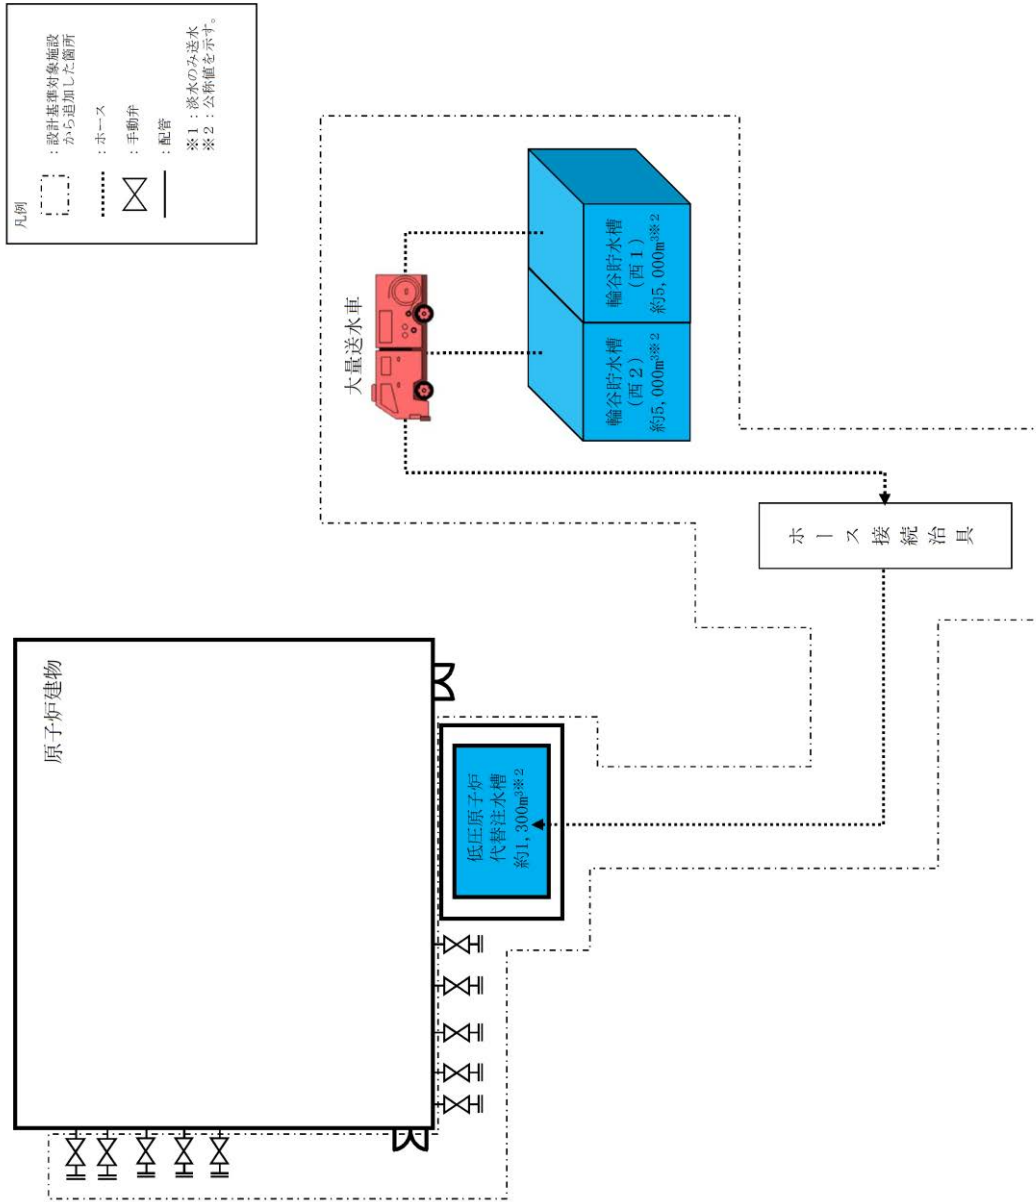 凡例
：設計基準対象施設
から追加した箇所
：ホース
：手動弁
：配管
※1：淡水のみ送水
※2：公称値を示す。
原子炉建物
大量送水車
輪谷貯水槽
（西2）
約5,000m³※2
輪谷貯水槽
（西1）
約5,000m³※2
低圧原子炉
代替注水槽
約1,300m³※2
ホース接続治具